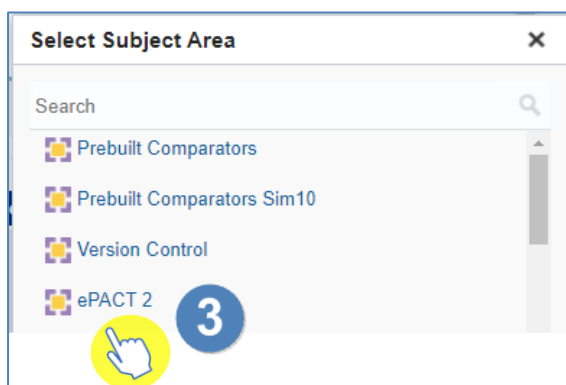 Select Subject Area
Search
Prebuilt Comparators
Prebuilt Comparators Sim10
Version Control
ePACT 2
3